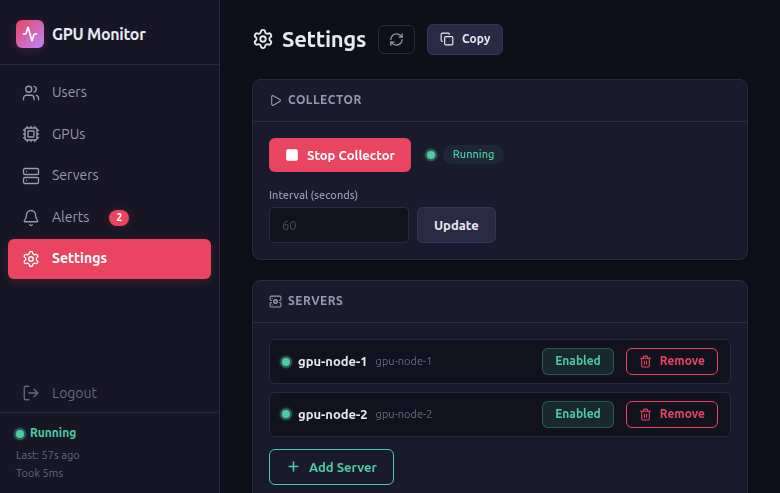 GPU Monitor
Users
GPUs
Servers
Alerts 2
Settings
Logout
Running
Last: 57s ago
Took 5ms
Settings
Copy
COLLECTOR
Stop Collector Running
Interval (seconds)
60 Update
SERVERS
gpu-node-1 gpu-node-1 Enabled Remove
gpu-node-2 gpu-node-2 Enabled Remove
Add Server